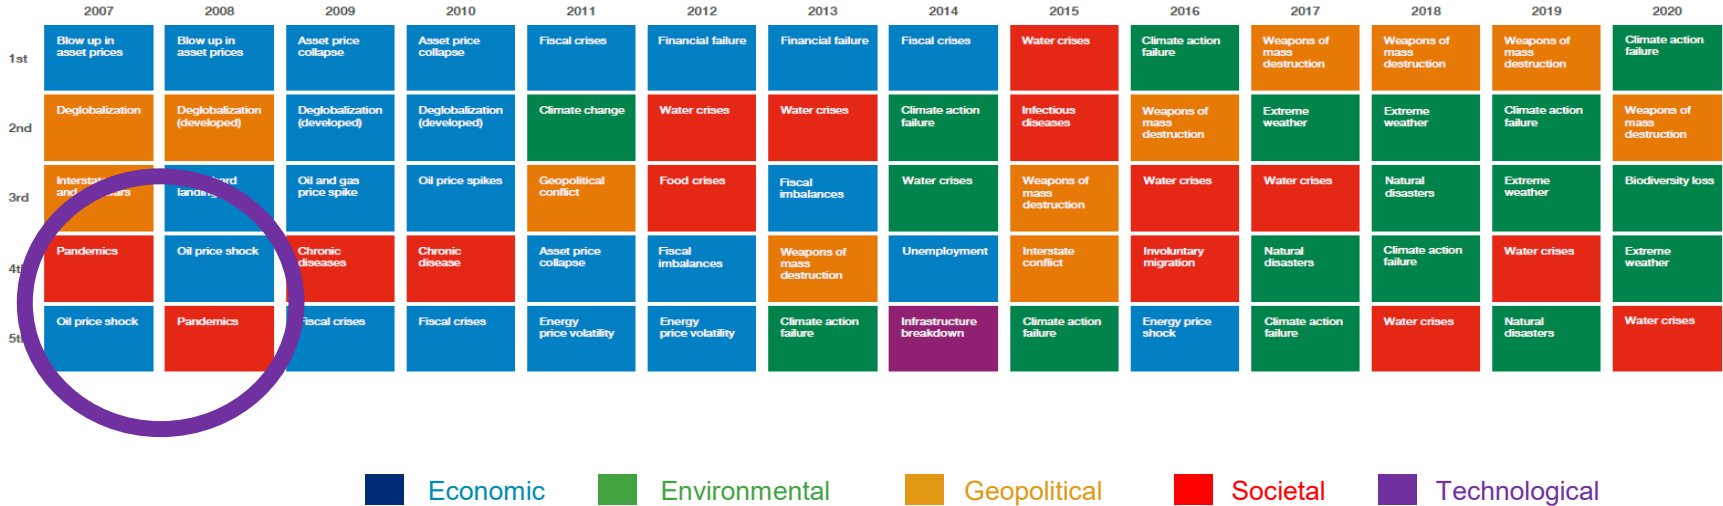 2007
2008
2009
2010
2011
2012
2013
2014
2015
2016
2017
2018
2019
2020
1st
Blow up in
asset prices
Blow up in
asset prices
Asset price
collapse
Asset price
collapse
Fiscal crises
Financial failure
Financial failure
Fiscal crises
Water crises
Climate action
failure
Weapons of
mass
destruction
Weapons of
mass
destruction
Weapons of
mass
destruction
Climate action
failure
2nd
Deglobalization
Deglobalization
(developed)
Deglobalization
(developed)
Deglobalization
(developed)
Climate change
Water crises
Water crises
Climate action
failure
Infectious
diseases
Weapons of
mass
destruction
Extreme
weather
Extreme
weather
Climate action
failure
Weapons of
mass
destruction
3rd
Interstate
and
landing
Oil and gas
price spike
Oil price spikes
Geopolitical
conflict
Food crises
Fiscal
imbalances
Water crises
Weapons of
mass
destruction
Water crises
Water crises
Natural
disasters
Extreme
weather
Biodiversity loss
4th
Pandemics
Oil price shock
Chronic
diseases
Chronic
disease
Asset price
collapse
Fiscal
imbalances
Weapons of
mass
destruction
Unemployment
Interstate
conflict
Involuntary
migration
Natural
disasters
Climate action
failure
Water crises
Extreme
weather
5th
Oil price shock
Pandemics
Fiscal crises
Fiscal crises
Energy
price volatility
Energy
price volatility
Climate action
failure
Infrastructure
breakdown
Climate action
failure
Energy price
shock
Climate action
failure
Water crises
Natural
disasters
Water crises
Economic
Environmental
Geopolitical
Societal
Technological